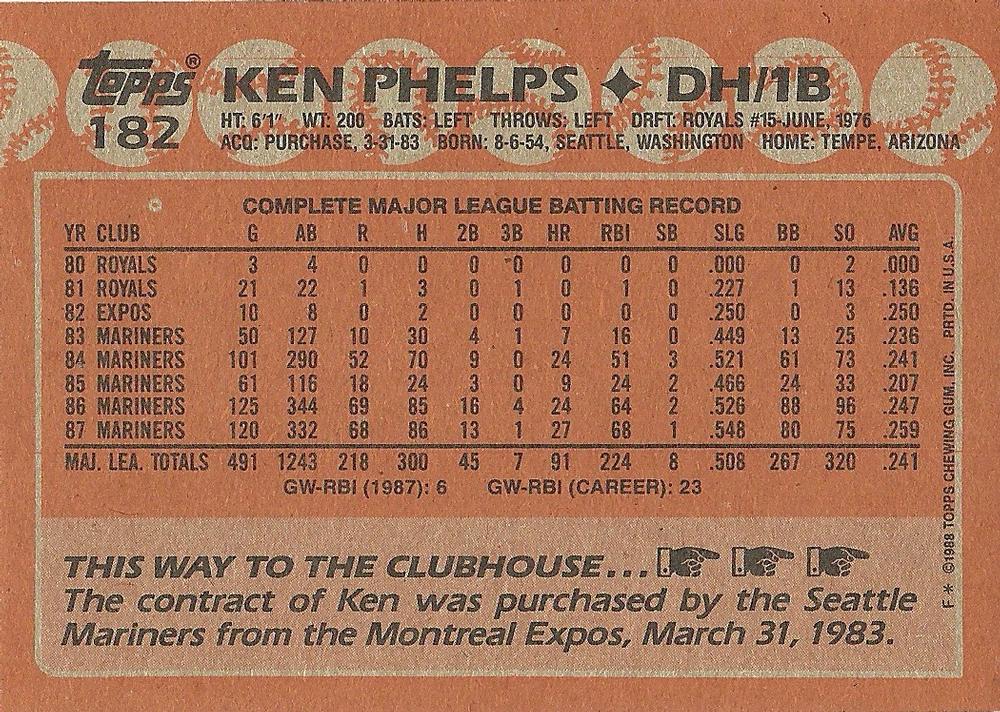 topps®
182
KEN PHELPS ✦ DH/1B
HT: 6'1" WT: 200 BATS: LEFT THROWS: LEFT DRFT: ROYALS #15-JUNE, 1976
ACQ: PURCHASE, 3-31-83 BORN: 8-6-54, SEATTLE, WASHINGTON HOME: TEMPE, ARIZONA
COMPLETE MAJOR LEAGUE BATTING RECORD
YR CLUB G AB R H 2B 3B HR RBI SB SLG BB SO AVG
80 ROYALS 3 4 0 0 0 0 0 0 0 .000 0 2 .000
81 ROYALS 21 22 1 3 0 1 0 1 0 .227 1 13 .136
82 EXPOS 10 8 0 2 0 0 0 0 0 .250 0 3 .250
83 MARINERS 50 127 10 30 4 1 7 16 0 .449 13 25 .236
84 MARINERS 101 290 52 70 9 0 24 51 3 .521 61 73 .241
85 MARINERS 61 116 18 24 3 0 9 24 2 .466 24 33 .207
86 MARINERS 125 344 69 85 16 4 24 64 2 .526 88 96 .247
87 MARINERS 120 332 68 86 13 1 27 68 1 .548 80 75 .259
MAJ. LEA. TOTALS 491 1243 218 300 45 7 91 224 8 .508 267 320 .241
GW-RBI (1987): 6 GW-RBI (CAREER): 23
THIS WAY TO THE CLUBHOUSE...
The contract of Ken was purchased by the Seattle
Mariners from the Montreal Expos, March 31, 1983.
F* ©1988 TOPPS CHEWING GUM, INC. PRTD. IN U.S.A.